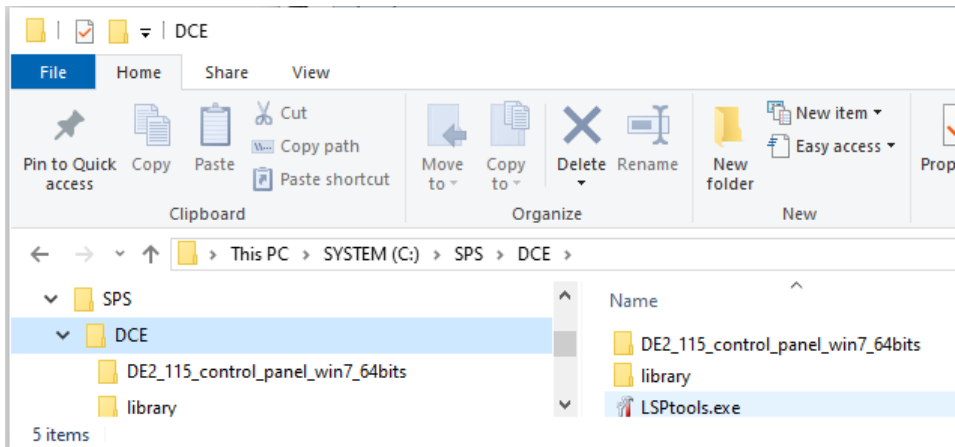 DCE
File Home Share View
Pin to Quick access
Copy
Paste
Cut
Copy path
Paste shortcut
Clipboard
Move to
Copy to
Delete
Rename
Organize
New folder
New item
Easy access
New
Prop
This PC > SYSTEM (C:) > SPS > DCE >
SPS
DCE
DE2_115_control_panel_win7_64bits
library
Name
DE2_115_control_panel_win7_64bits
library
LSPtools.exe
5 items